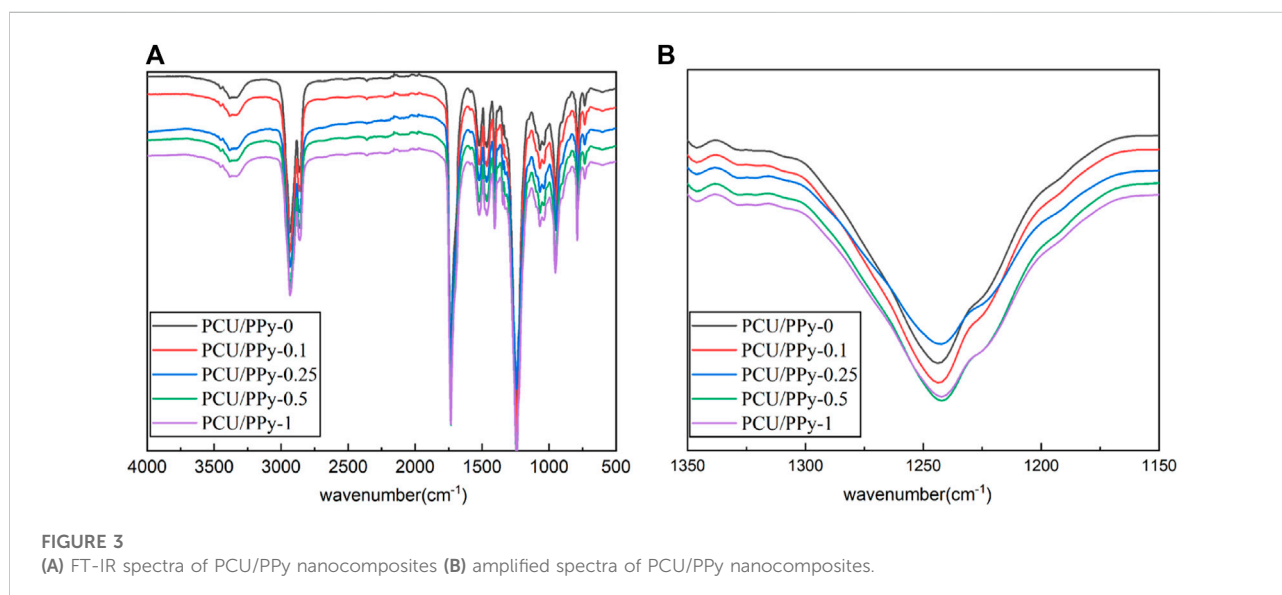 A
B
PCU/PPy-0
PCU/PPy-0.1
PCU/PPy-0.25
PCU/PPy-0.5
PCU/PPy-1
4000 3500 3000 2500 2000 1500 1000 500
wavenumber(cm⁻¹)
PCU/PPy-0
PCU/PPy-0.1
PCU/PPy-0.25
PCU/PPy-0.5
PCU/PPy-1
1350 1300 1250 1200 1150
wavenumber(cm⁻¹)
FIGURE 3
(A) FT-IR spectra of PCU/PPy nanocomposites (B) amplified spectra of PCU/PPy nanocomposites.